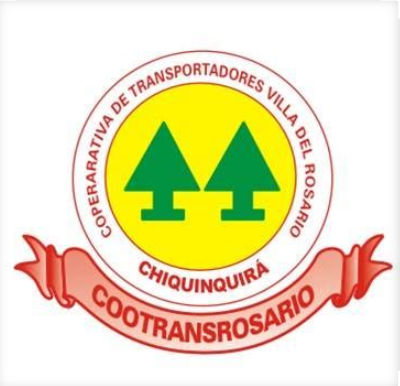 COPERARATIVA DE TRANSPORTADORES VILLA DEL ROSARIO
CHIQUINQUIRÁ
COOTRANSROSARIO